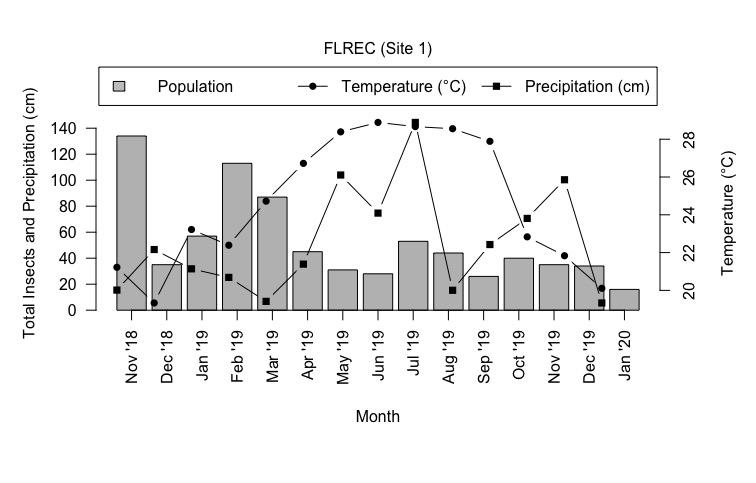 FLREC (Site 1)
Population Temperature (°C) Precipitation (cm)
Total Insects and Precipitation (cm)
140
120
100
80
60
40
20
0
28
26
24
22
20
Temperature (°C)
Nov '18
Dec '18
Jan '19
Feb '19
Mar '19
Apr '19
May '19
Jun '19
Jul '19
Aug '19
Sep '19
Oct '19
Nov '19
Dec '19
Jan '20
Month